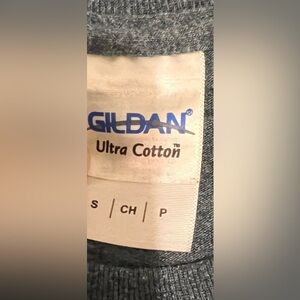 GILDAN®
Ultra Cotton™
S | CH | P